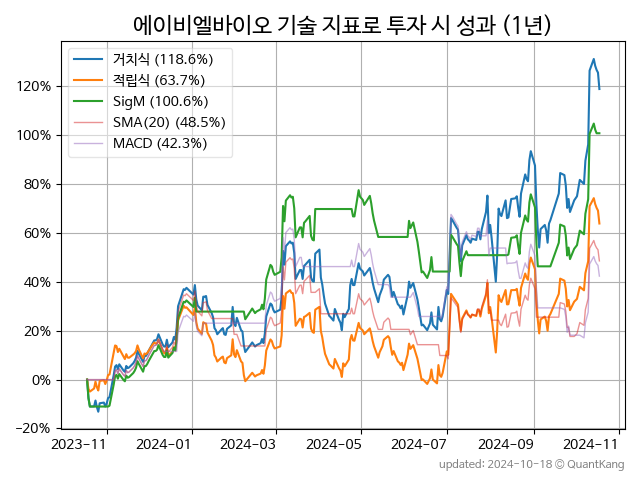 에이비엘바이오 기술 지표로 투자 시 성과 (1년)
거치식 (118.6%)
적립식 (63.7%)
SigM (100.6%)
SMA(20) (48.5%)
MACD (42.3%)
120%
100%
80%
60%
40%
20%
0%
−20%
2023-11 2024-01 2024-03 2024-05 2024-07 2024-09 2024-11
updated: 2024-10-18 @ QuantKang